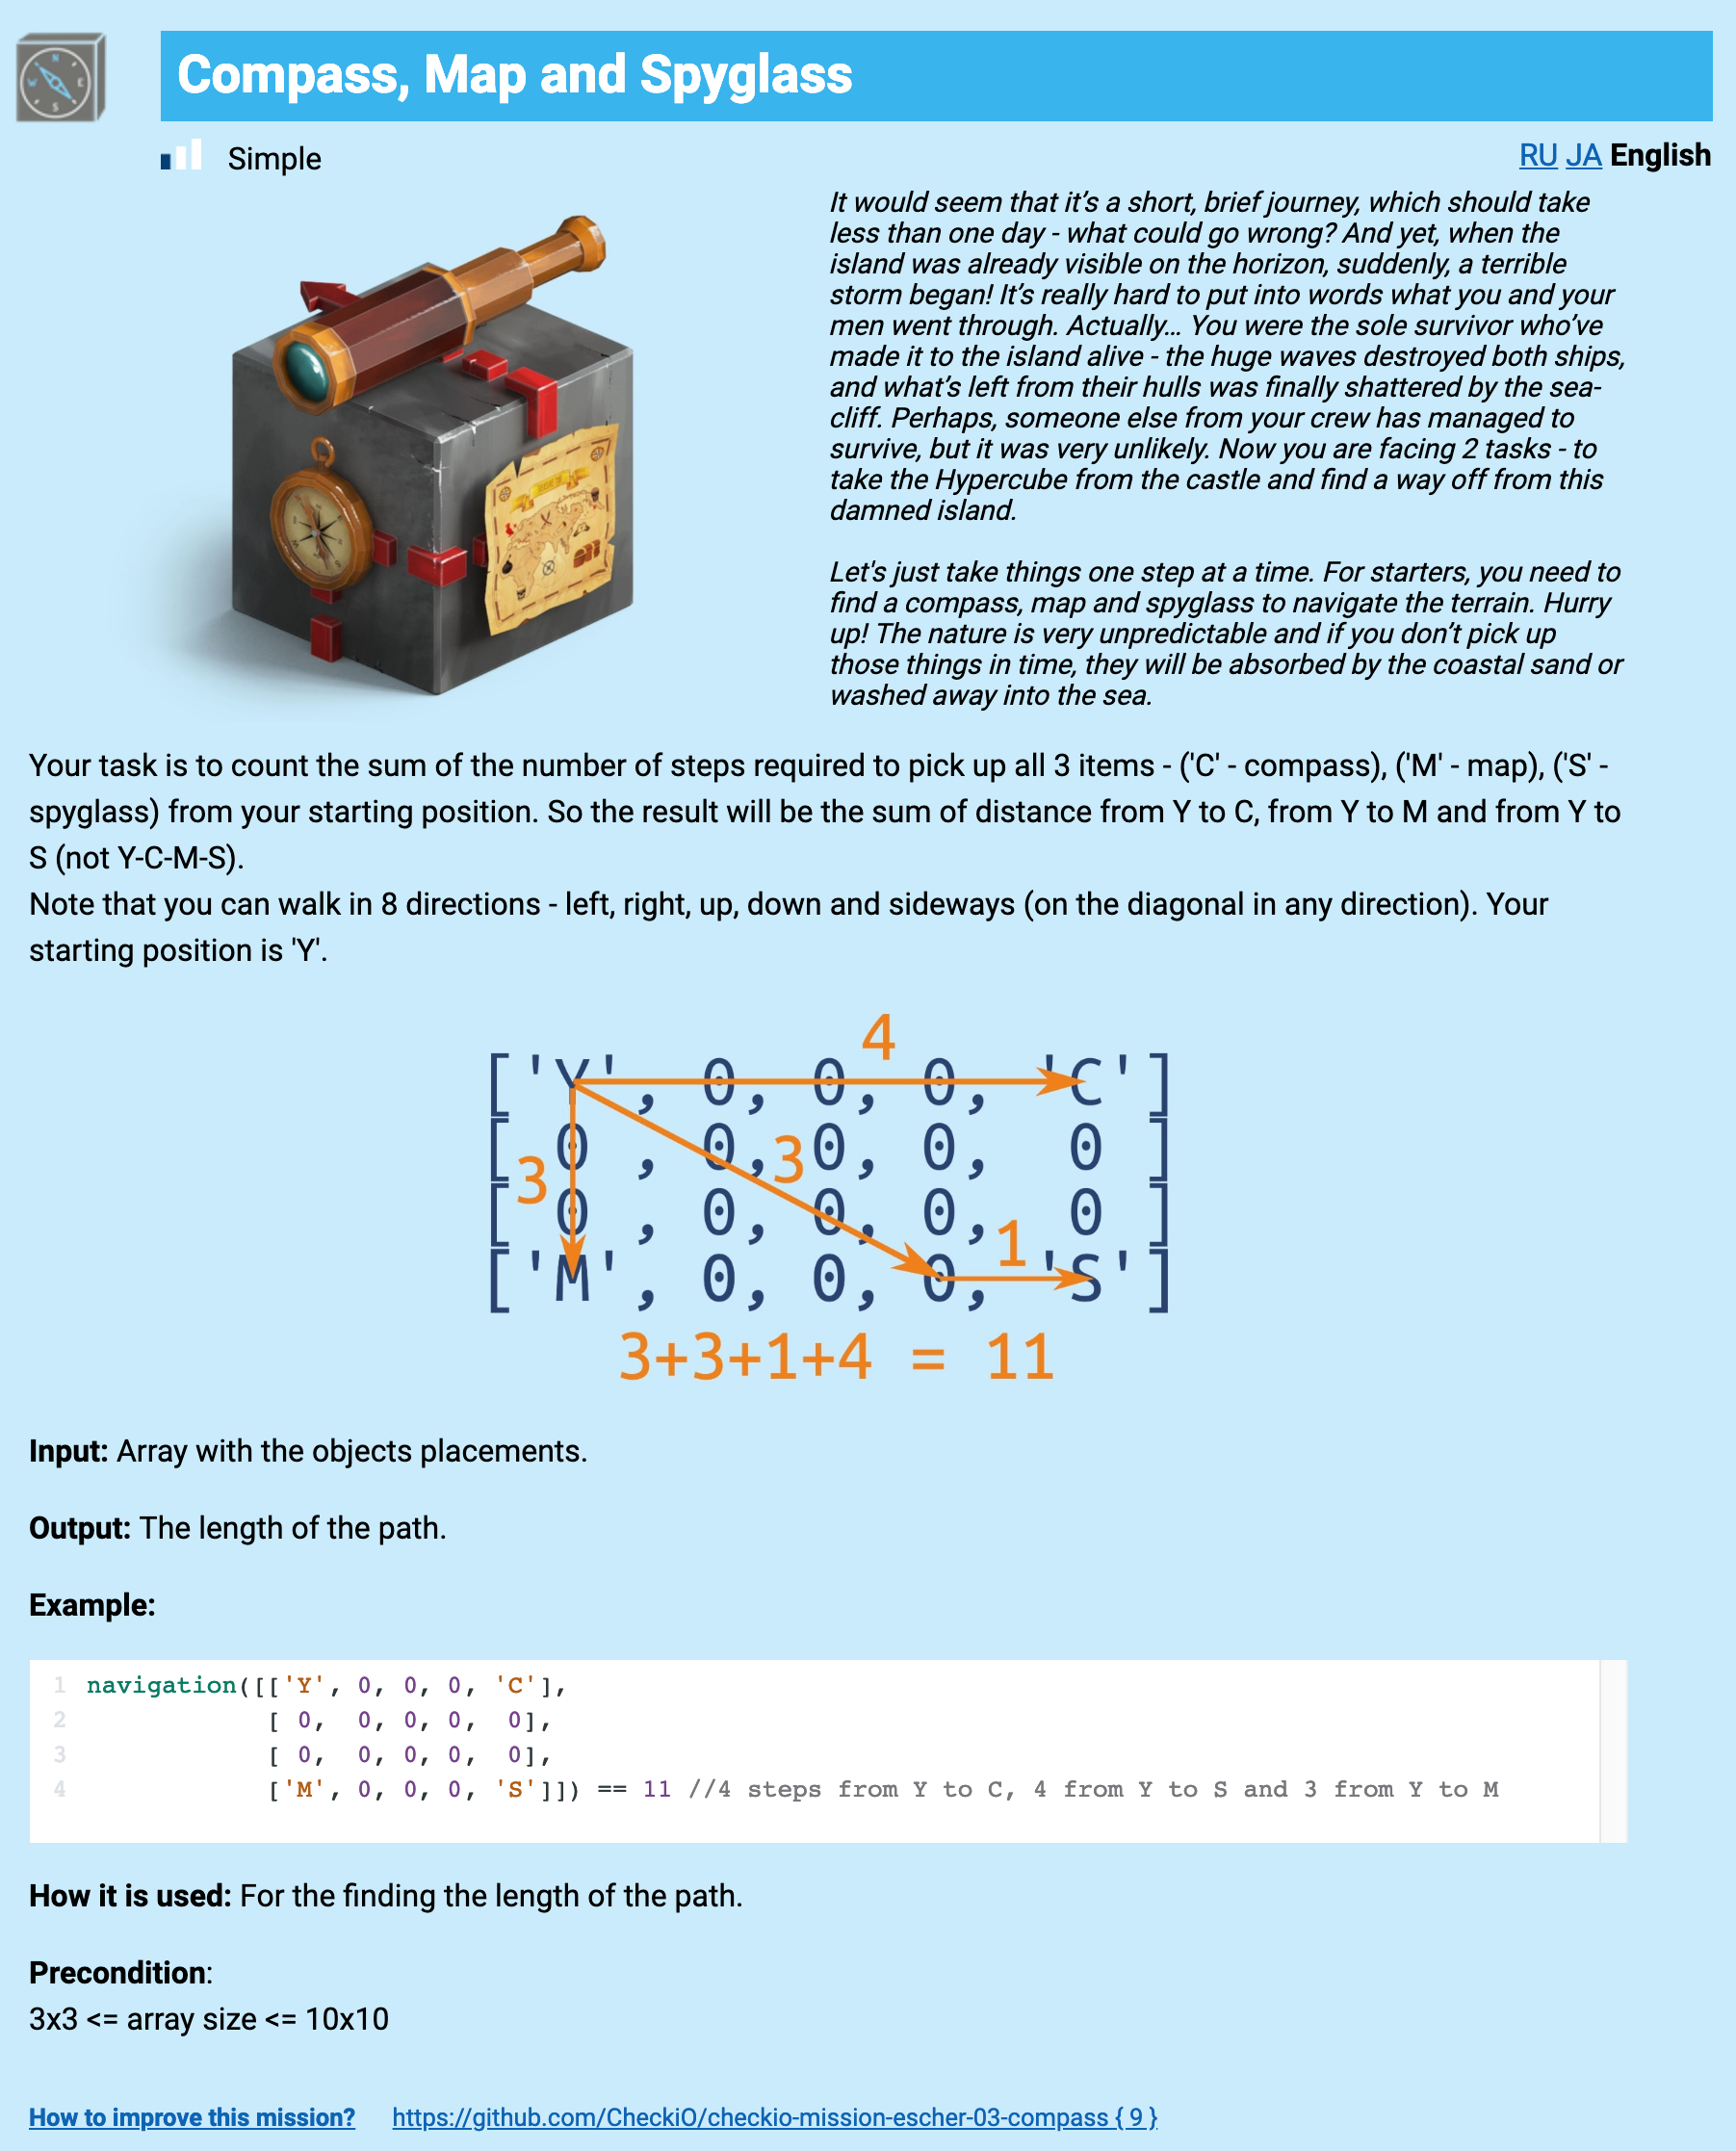 Compass, Map and Spyglass
Simple
RU JA English
It would seem that it’s a short, brief journey, which should take
less than one day - what could go wrong? And yet, when the
island was already visible on the horizon, suddenly, a terrible
storm began! It’s really hard to put into words what you and your
men went through. Actually… You were the sole survivor who’ve
made it to the island alive - the huge waves destroyed both ships,
and what’s left from their hulls was finally shattered by the sea-
cliff. Perhaps, someone else from your crew has managed to
survive, but it was very unlikely. Now you are facing 2 tasks - to
take the Hypercube from the castle and find a way off from this
damned island.
Let's just take things one step at a time. For starters, you need to
find a compass, map and spyglass to navigate the terrain. Hurry
up! The nature is very unpredictable and if you don’t pick up
those things in time, they will be absorbed by the coastal sand or
washed away into the sea.
Your task is to count the sum of the number of steps required to pick up all 3 items - ('C' - compass), ('M' - map), ('S' -
spyglass) from your starting position. So the result will be the sum of distance from Y to C, from Y to M and from Y to
S (not Y-C-M-S).
Note that you can walk in 8 directions - left, right, up, down and sideways (on the diagonal in any direction). Your
starting position is 'Y'.
4
['Y', 0, 0, 0, 'C']
[ 0 , 0, 0, 0, 0 ]
3 3
[ 0 , 0, 0, 0, 0 ]
1
['M', 0, 0, 0, 'S']
3+3+1+4 = 11
Input: Array with the objects placements.
Output: The length of the path.
Example:
1 navigation([['Y', 0, 0, 0, 'C'],
2 [ 0, 0, 0, 0, 0],
3 [ 0, 0, 0, 0, 0],
4 ['M', 0, 0, 0, 'S']]) == 11 //4 steps from Y to C, 4 from Y to S and 3 from Y to M
How it is used: For the finding the length of the path.
Precondition:
3x3 <= array size <= 10x10
How to improve this mission? https://github.com/CheckiO/checkio-mission-escher-03-compass { 9 }